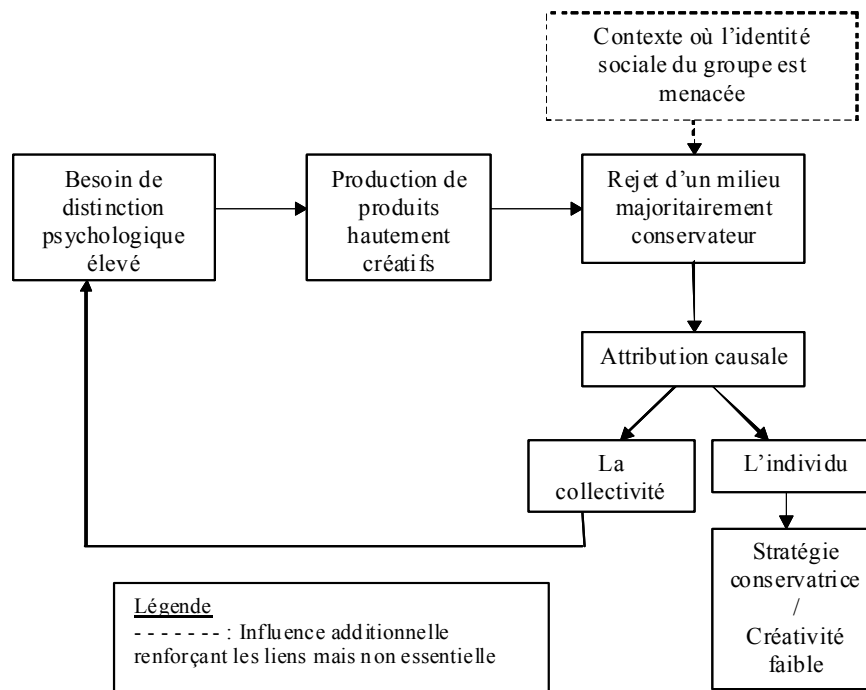 Contexte où l'identité
sociale du groupe est
menacée
Besoin de
distinction
psychologique
élevé
Production de
produits
hautement
créatifs
Rejet d'un milieu
majoritairement
conservateur
Attribution causale
La
collectivité
L'individu
Stratégie
conservatrice
/
Créativité
faible
Légende
- - - - - - - : Influence additionnelle
renforçant les liens mais non essentielle